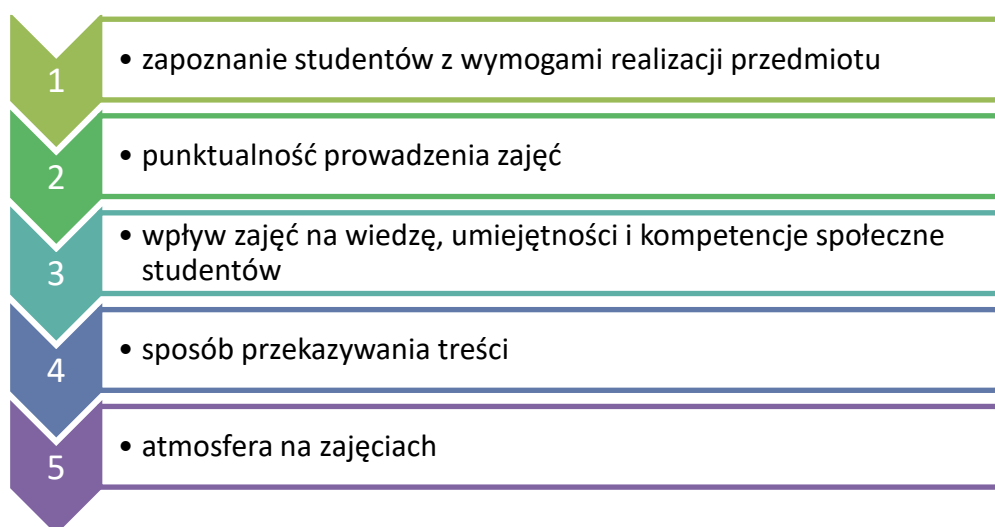 1
• zapoznanie studentów z wymogami realizacji przedmiotu
2
• punktualność prowadzenia zajęć
3
• wpływ zajęć na wiedzę, umiejętności i kompetencje społeczne
studentów
4
• sposób przekazywania treści
5
• atmosfera na zajęciach